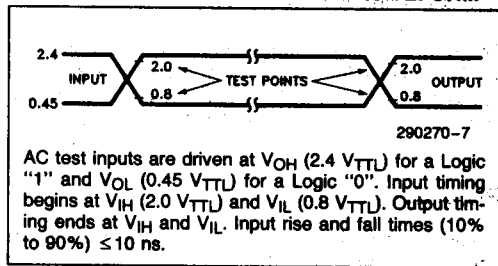 2.4
INPUT
0.45
2.0
0.8
TEST POINTS
2.0
0.8
OUTPUT
290270-7
AC test inputs are driven at VOH (2.4 VTTL) for a Logic
"1" and VOL (0.45 VTTL) for a Logic "0". Input timing
begins at VIH (2.0 VTTL) and VIL (0.8 VTTL). Output tim-
ing ends at VIH and VIL. Input rise and fall times (10%
to 90%) ≤10 ns.